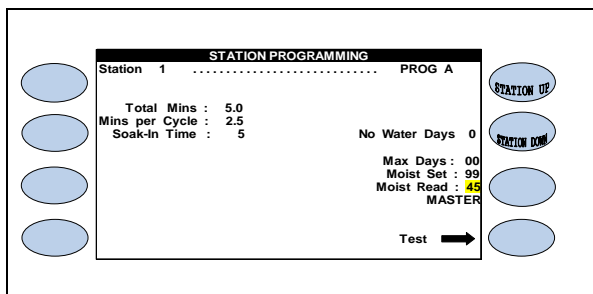 STATION PROGRAMMING
Station 1 ........................... PROG A
STATION UP
Total Mins : 5.0
Mins per Cycle : 2.5
Soak-In Time : 5 No Water Days 0
STATION DOWN
Max Days : 00
Moist Set : 99
Moist Read : 45
MASTER
Test